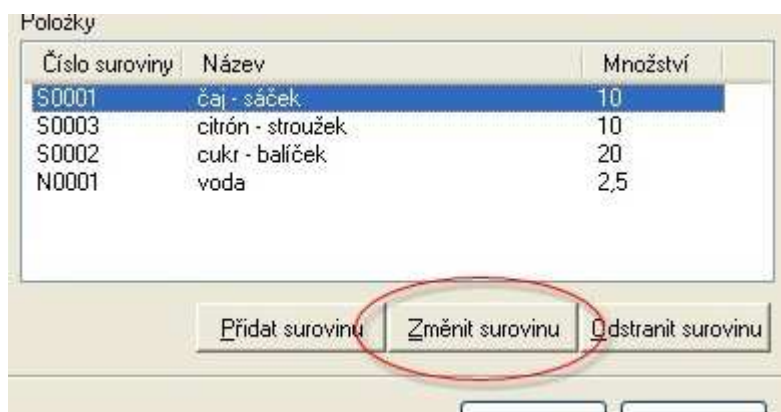 Položky
Číslo suroviny Název Množství
S0001 čaj - sáček 10
S0003 citrón - stroužek 10
S0002 cukr - balíček 20
N0001 voda 2,5
Přidat surovinu Změnit surovinu Odstranit surovinu